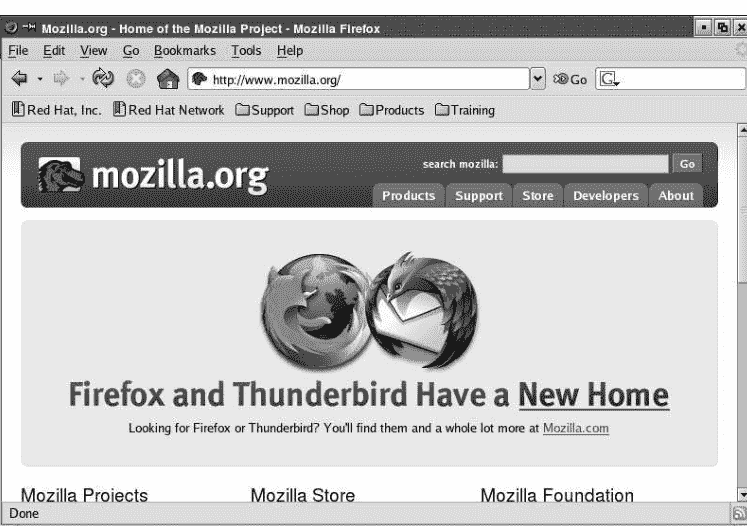 Mozilla.org - Home of the Mozilla Project - Mozilla Firefox
File Edit View Go Bookmarks Tools Help
http://www.mozilla.org/ Go G
Red Hat, Inc. Red Hat Network Support Shop Products Training
mozilla.org
search mozilla: Go
Products Support Store Developers About
Firefox and Thunderbird Have a New Home
Looking for Firefox or Thunderbird? You'll find them and a whole lot more at Mozilla.com
Mozilla Projects Mozilla Store Mozilla Foundation
Done